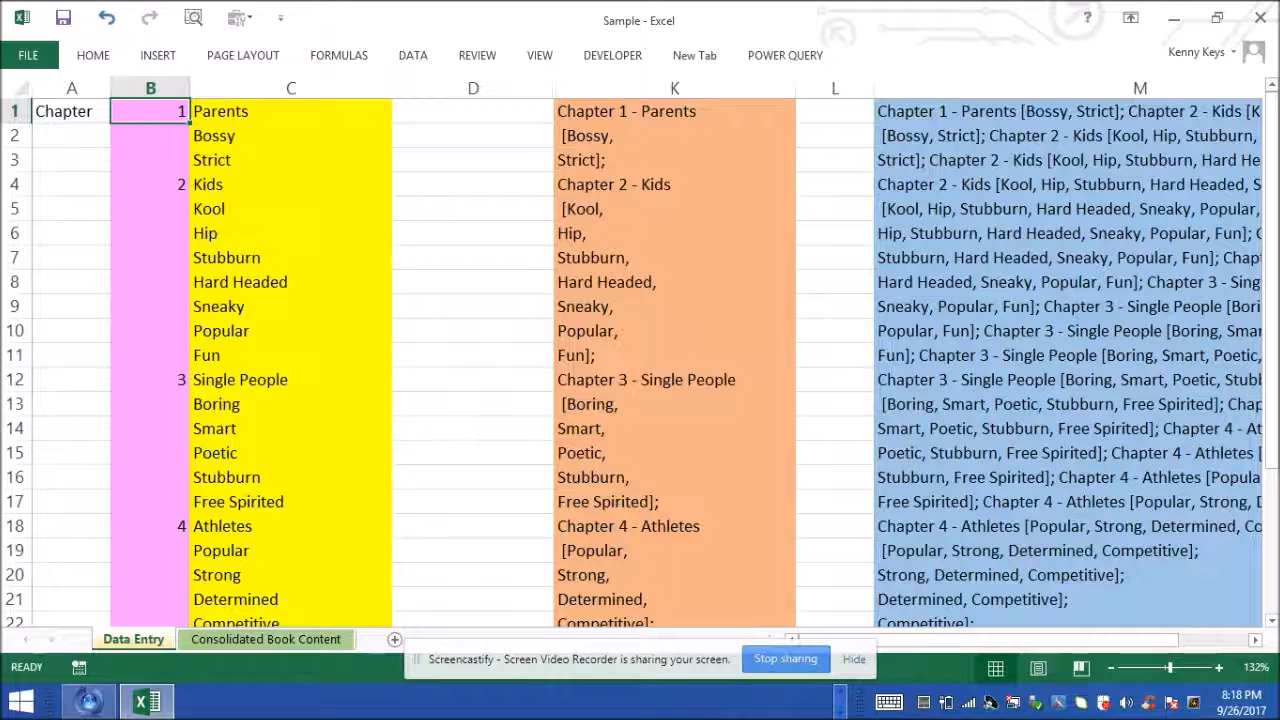 Sample - Excel
?
FILE HOME INSERT PAGE LAYOUT FORMULAS DATA REVIEW VIEW DEVELOPER New Tab POWER QUERY Kenny Keys
A B C D K L M
1 Chapter 1 Parents Chapter 1 - Parents Chapter 1 - Parents [Bossy, Strict]; Chapter 2 - Kids [K
2 Bossy [Bossy, [Bossy, Strict]; Chapter 2 - Kids [Kool, Hip, Stubburn,
3 Strict Strict]; Strict]; Chapter 2 - Kids [Kool, Hip, Stubburn, Hard He
4 2 Kids Chapter 2 - Kids Chapter 2 - Kids [Kool, Hip, Stubburn, Hard Headed, S
5 Kool [Kool, [Kool, Hip, Stubburn, Hard Headed, Sneaky, Popular,
6 Hip Hip, Hip, Stubburn, Hard Headed, Sneaky, Popular, Fun]; C
7 Stubburn Stubburn, Stubburn, Hard Headed, Sneaky, Popular, Fun]; Chap
8 Hard Headed Hard Headed, Hard Headed, Sneaky, Popular, Fun]; Chapter 3 - Sing
9 Sneaky Sneaky, Sneaky, Popular, Fun]; Chapter 3 - Single People [Bori
10 Popular Popular, Popular, Fun]; Chapter 3 - Single People [Boring, Smar
11 Fun Fun]; Fun]; Chapter 3 - Single People [Boring, Smart, Poetic,
12 3 Single People Chapter 3 - Single People Chapter 3 - Single People [Boring, Smart, Poetic, Stubb
13 Boring [Boring, [Boring, Smart, Poetic, Stubburn, Free Spirited]; Chap
14 Smart Smart, Smart, Poetic, Stubburn, Free Spirited]; Chapter 4 - At
15 Poetic Poetic, Poetic, Stubburn, Free Spirited]; Chapter 4 - Athletes
16 Stubburn Stubburn, Stubburn, Free Spirited]; Chapter 4 - Athletes [Popula
17 Free Spirited Free Spirited]; Free Spirited]; Chapter 4 - Athletes [Popular, Strong, D
18 4 Athletes Chapter 4 - Athletes Chapter 4 - Athletes [Popular, Strong, Determined, Co
19 Popular [Popular, [Popular, Strong, Determined, Competitive];
20 Strong Strong, Strong, Determined, Competitive];
21 Determined Determined, Determined, Competitive];
22 Competitive Competitive]; Competitive];
Data Entry Consolidated Book Content
Screencastify - Screen Video Recorder is sharing your screen. Stop sharing Hide
READY 132%
8:18 PM
9/26/2017